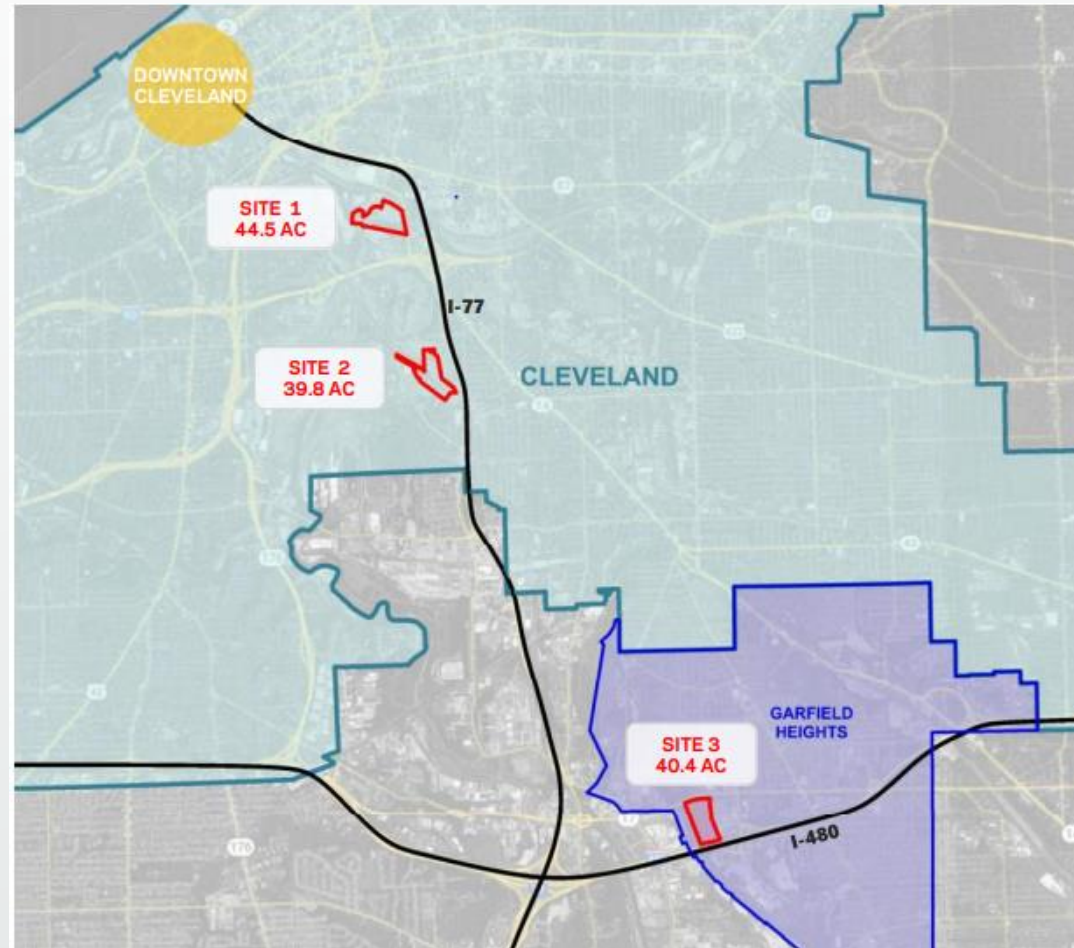 DOWNTOWN
CLEVELAND
SITE 1
44.5 AC
I-77
SITE 2
39.8 AC
CLEVELAND
GARFIELD
HEIGHTS
SITE 3
40.4 AC
I-480